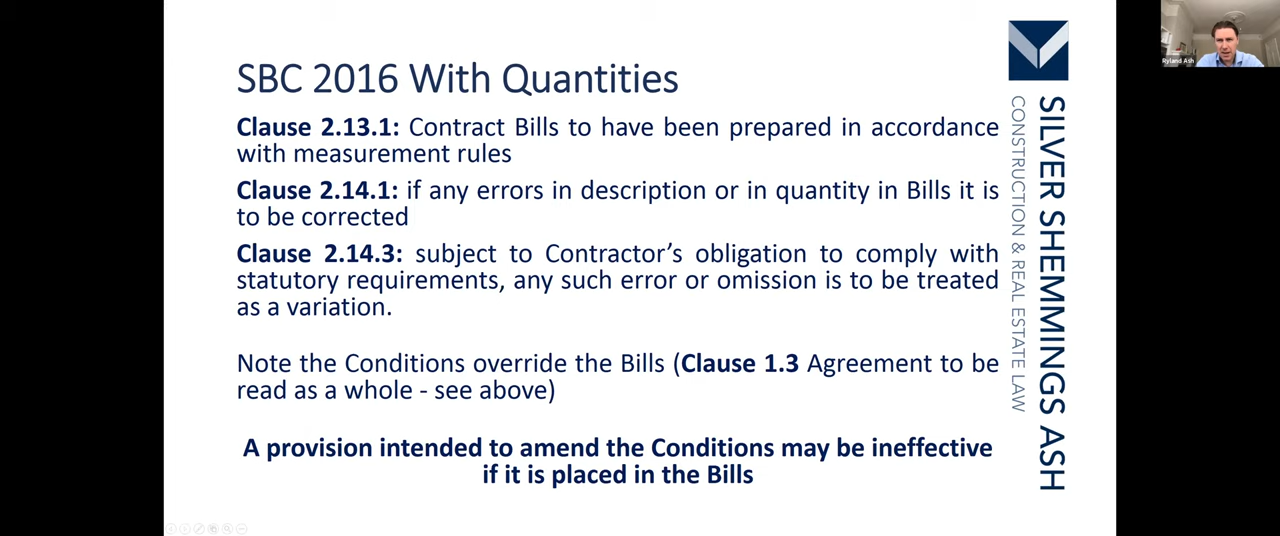 SBC 2016 With Quantities
Clause 2.13.1: Contract Bills to have been prepared in accordance
with measurement rules
Clause 2.14.1: if any errors in description or in quantity in Bills it is
to be corrected
Clause 2.14.3: subject to Contractor's obligation to comply with
statutory requirements, any such error or omission is to be treated
as a variation.
Note the Conditions override the Bills (Clause 1.3 Agreement to be
read as a whole - see above)
A provision intended to amend the Conditions may be ineffective
if it is placed in the Bills
SILVER SHEMMINGS ASH
CONSTRUCTION & REAL ESTATE LAW
Ryland Ash